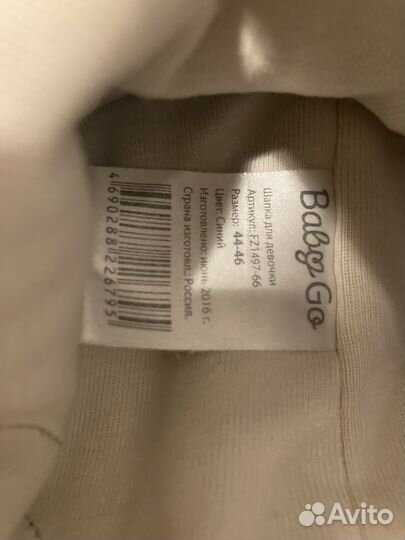 Baby Go
Шапка для девочки
Артикул: FZ1497-66
Размер: 44-46
Цвет: Синий
Изготовлено: июнь 2016 г.
Страна изготовл.: Россия.
4690288226795
Avito